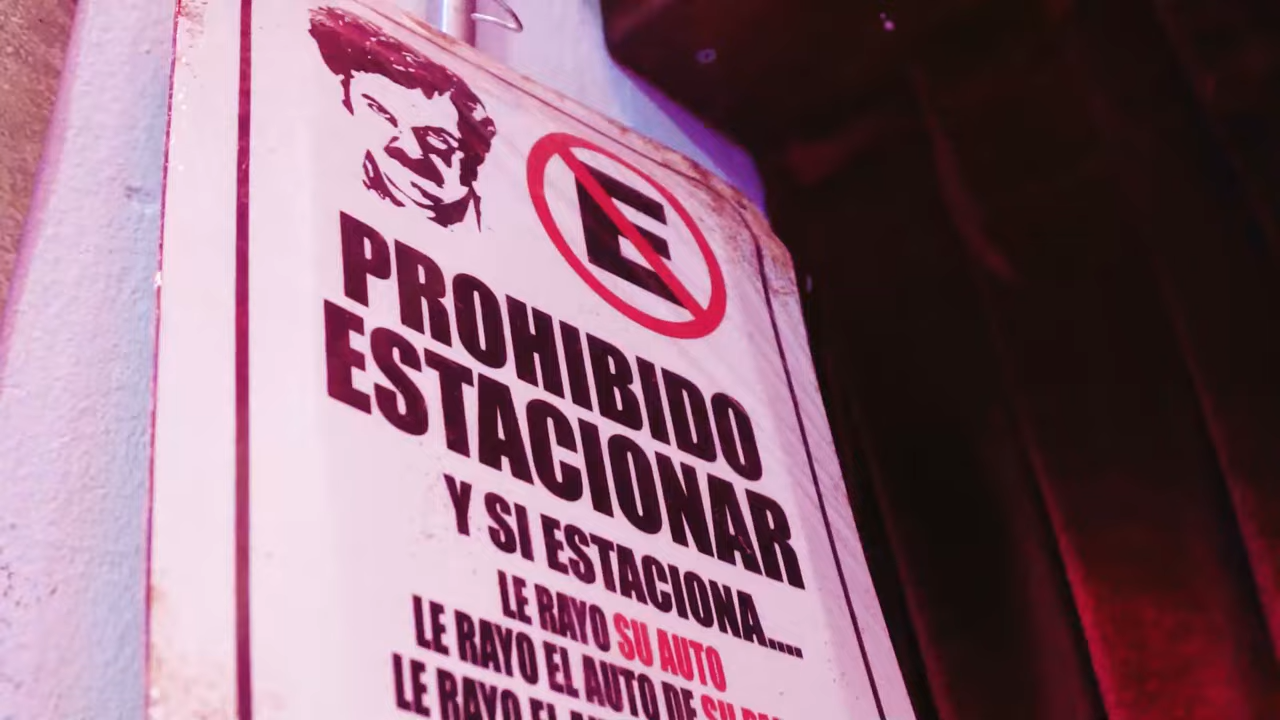 E
PROHIBIDO
ESTACIONAR
Y SI ESTACIONA....
LE RAYO SU AUTO
LE RAYO EL AUTO DE SU
LE RAYO EL